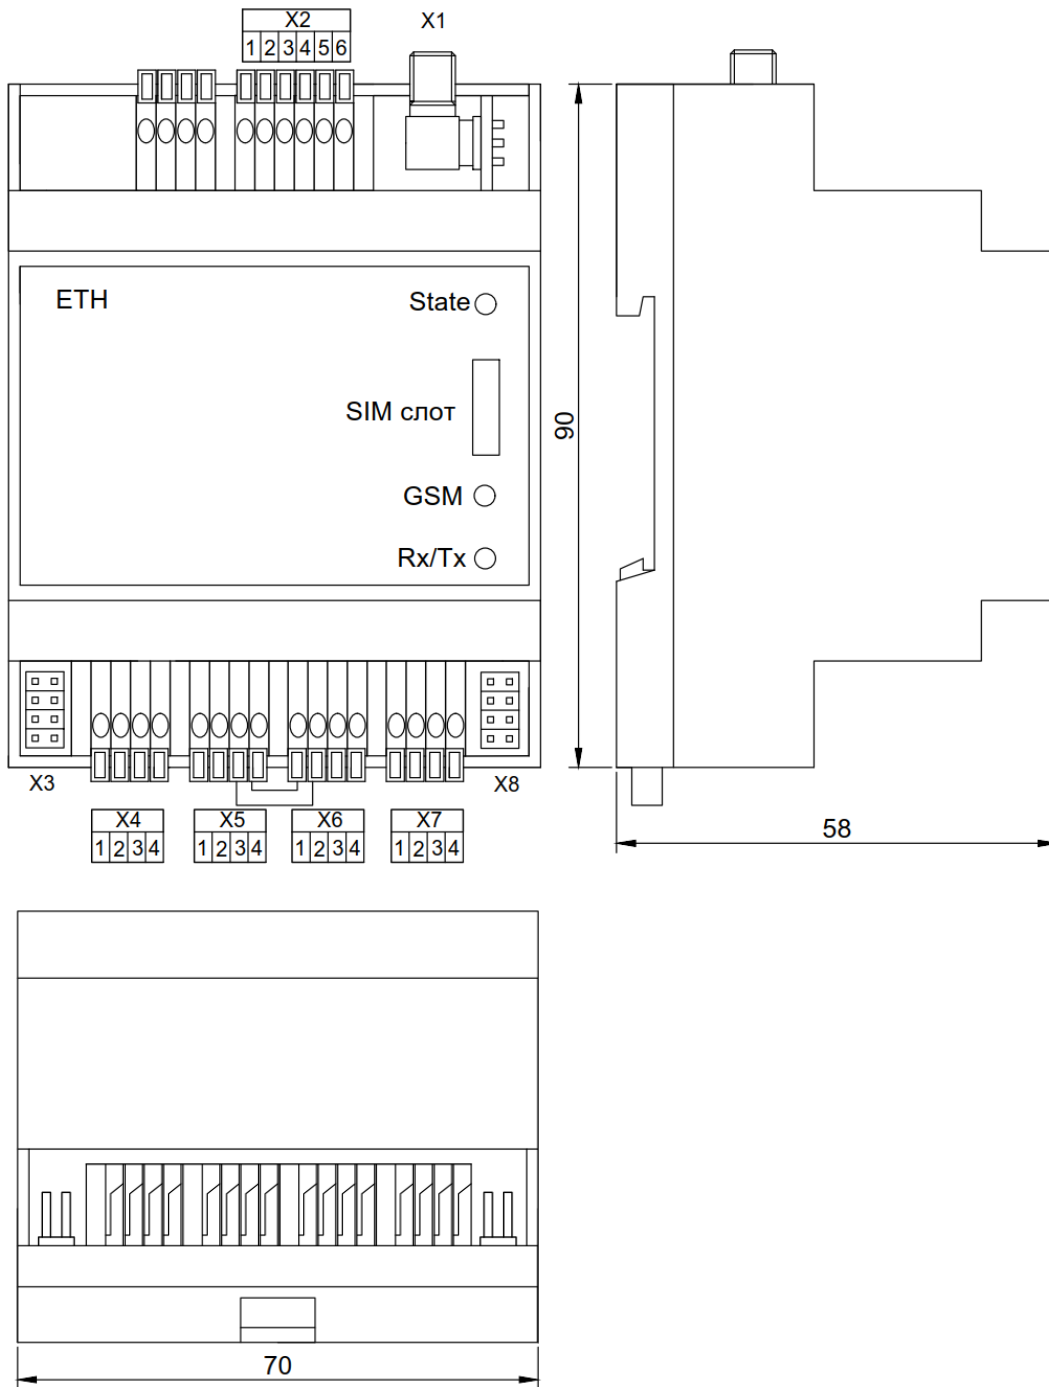 X2
X1
1 2 3 4 5 6
ETH
State
SIM слот
GSM
Rx/Tx
90
X3
X8
X4
X5
X6
X7
1 2 3 4
1 2 3 4
1 2 3 4
1 2 3 4
58
70